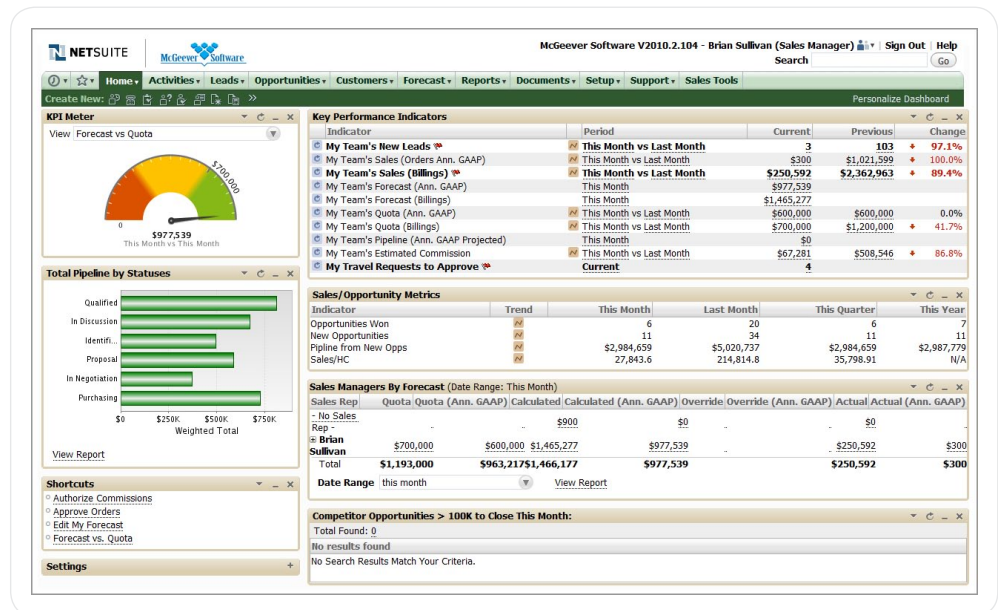 NETSUITE
McGeever Software
McGeever Software V2010.2.104 - Brian Sullivan (Sales Manager) Sign Out | Help
Search Go
Home Activities Leads Opportunities Customers Forecast Reports Documents Setup Support Sales Tools
Create New: Personalize Dashboard
KPI Meter
View Forecast vs Quota
$700,000
0
$977,539
This Month vs This Month
Total Pipeline by Statuses
Qualified
In Discussion
Identifi...
Proposal
In Negotiation
Purchasing
$0 $250K $500K $750K
Weighted Total
View Report
Shortcuts
Authorize Commissions
Approve Orders
Edit My Forecast
Forecast vs. Quota
Settings
Key Performance Indicators
Indicator Period Current Previous Change
My Team's New Leads This Month vs Last Month 3 103 97.1%
My Team's Sales (Orders Ann. GAAP) This Month vs Last Month $300 $1,021,599 100.0%
My Team's Sales (Billings) This Month vs Last Month $250,592 $2,362,963 89.4%
My Team's Forecast (Ann. GAAP) This Month $977,539
My Team's Forecast (Billings) This Month $1,465,277
My Team's Quota (Ann. GAAP) This Month vs Last Month $600,000 $600,000 0.0%
My Team's Quota (Billings) This Month vs Last Month $700,000 $1,200,000 41.7%
My Team's Pipeline (Ann. GAAP Projected) This Month $0
My Team's Estimated Commission This Month vs Last Month $67,281 $508,546 86.8%
My Travel Requests to Approve Current 4
Sales/Opportunity Metrics
Indicator Trend This Month Last Month This Quarter This Year
Opportunities Won 6 20 6 7
New Opportunities 11 34 11 11
Pipline from New Opps $2,984,659 $5,020,737 $2,984,659 $2,987,779
Sales/HC 27,843.6 214,814.8 35,798.91 N/A
Sales Managers By Forecast (Date Range: This Month)
Sales Rep Quota Quota (Ann. GAAP) Calculated Calculated (Ann. GAAP) Override Override (Ann. GAAP) Actual Actual (Ann. GAAP)
- No Sales
Rep - - - $900 $0 - - $0 -
Brian
Sullivan $700,000 $600,000 $1,465,277 $977,539 - - $250,592 $300
Total $1,193,000 $963,217 $1,466,177 $977,539 $250,592 $300
Date Range this month View Report
Competitor Opportunities > 100K to Close This Month:
Total Found: 0
No results found
No Search Results Match Your Criteria.